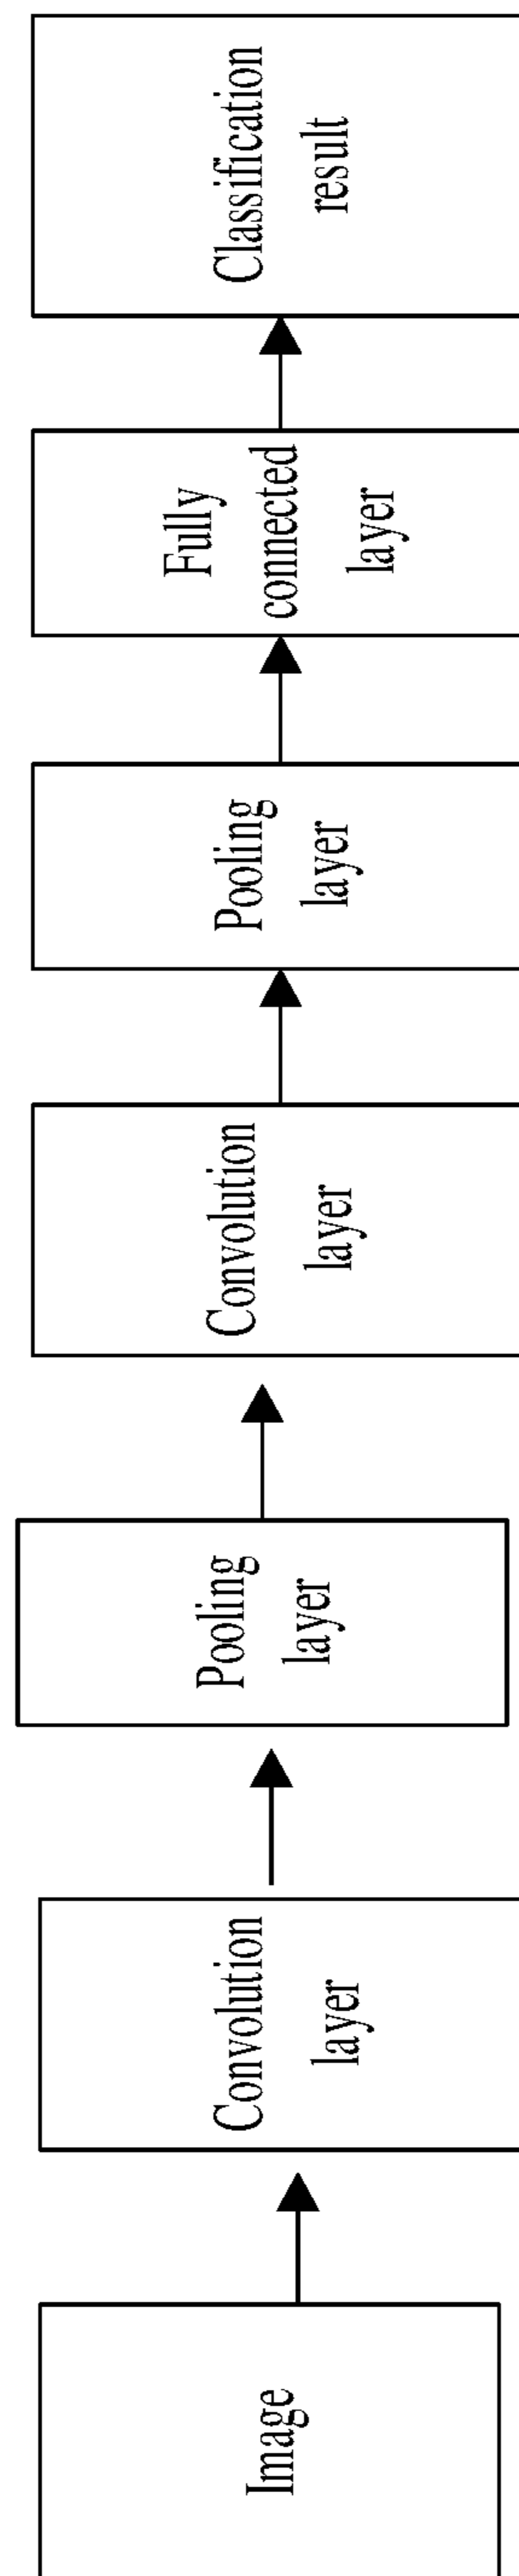 Image
Convolution
layer
Pooling
layer
Convolution
layer
Pooling
layer
Fully
connected
layer
Classification
result